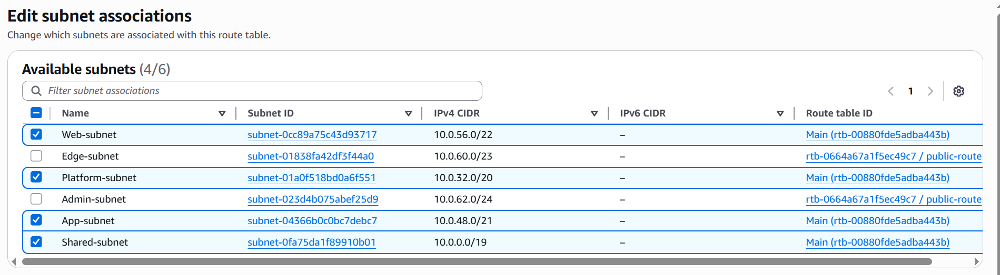 Edit subnet associations
Change which subnets are associated with this route table.
Available subnets (4/6)
Filter subnet associations
1
Name Subnet ID IPv4 CIDR IPv6 CIDR Route table ID
Web-subnet subnet-0cc89a75c43d93717 10.0.56.0/22 – Main (rtb-00880fde5adba443b)
Edge-subnet subnet-01838fa42df3f44a0 10.0.60.0/23 – rtb-0664a67a1f5ec49c7 / public-route
Platform-subnet subnet-01a0f518bd0a6f551 10.0.32.0/20 – Main (rtb-00880fde5adba443b)
Admin-subnet subnet-023d4b075abef25d9 10.0.62.0/24 – rtb-0664a67a1f5ec49c7 / public-route
App-subnet subnet-04366b0c0bc7debc7 10.0.48.0/21 – Main (rtb-00880fde5adba443b)
Shared-subnet subnet-0fa75da1f89910b01 10.0.0.0/19 – Main (rtb-00880fde5adba443b)